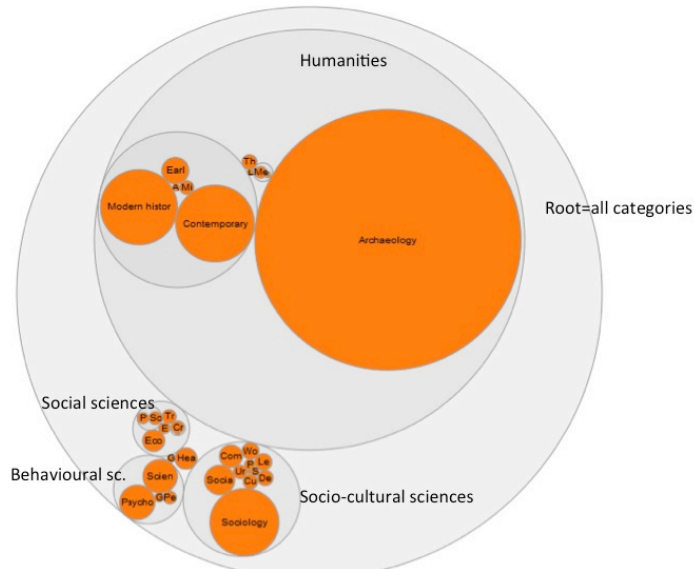 Humanities
Th
LMe
Earl
A Mi
Modern histor
Contemporary
Archaeology
Root=all categories
Social sciences
P So Tr
E Cr
Eco
G Hea
Behavioural sc.
Scien
Psycho
GPe
Wo
Com
P
Le
Ur
S
Socia
Cu
De
Sociology
Socio-cultural sciences